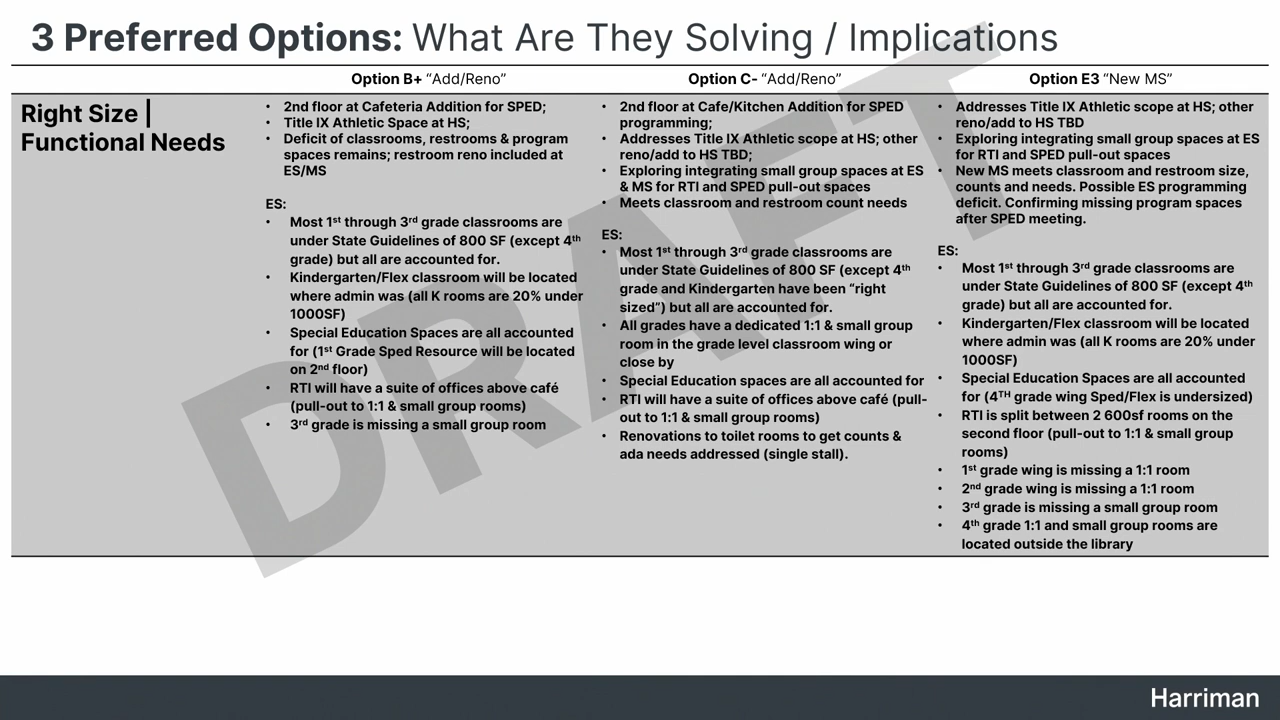 3 Preferred Options: What Are They Solving / Implications
Option B+ “Add/Reno”
Option C- “Add/Reno”
Option E3 “New MS”
Right Size |
Functional Needs
• 2nd floor at Cafeteria Addition for SPED;
• Title IX Athletic Space at HS;
• Deficit of classrooms, restrooms & program
spaces remains; restroom reno included at
ES/MS
ES:
• Most 1st through 3rd grade classrooms are
under State Guidelines of 800 SF (except 4th
grade) but all are accounted for.
• Kindergarten/Flex classroom will be located
where admin was (all K rooms are 20% under
1000SF)
• Special Education Spaces are all accounted
for (1st Grade Sped Resource will be located
on 2nd floor)
• RTI will have a suite of offices above café
(pull-out to 1:1 & small group rooms)
• 3rd grade is missing a small group room
• 2nd floor at Cafe/Kitchen Addition for SPED
programming;
• Addresses Title IX Athletic scope at HS; other
reno/add to HS TBD;
• Exploring integrating small group spaces at ES
& MS for RTI and SPED pull-out spaces
• Meets classroom and restroom count needs
ES:
• Most 1st through 3rd grade classrooms are
under State Guidelines of 800 SF (except 4th
grade and Kindergarten have been “right
sized”) but all are accounted for.
• All grades have a dedicated 1:1 & small group
room in the grade level classroom wing or
close by
• Special Education spaces are all accounted for
• RTI will have a suite of offices above café (pull-
out to 1:1 & small group rooms)
• Renovations to toilet rooms to get counts &
ada needs addressed (single stall).
• Addresses Title IX Athletic scope at HS; other
reno/add to HS TBD
• Exploring integrating small group spaces at ES
for RTI and SPED pull-out spaces
• New MS meets classroom and restroom size,
counts and needs. Possible ES programming
deficit. Confirming missing program spaces
after SPED meeting.
ES:
• Most 1st through 3rd grade classrooms are
under State Guidelines of 800 SF (except 4th
grade) but all are accounted for.
• Kindergarten/Flex classroom will be located
where admin was (all K rooms are 20% under
1000SF)
• Special Education Spaces are all accounted
for (4TH grade wing Sped/Flex is undersized)
• RTI is split between 2 600sf rooms on the
second floor (pull-out to 1:1 & small group
rooms)
• 1st grade wing is missing a 1:1 room
• 2nd grade wing is missing a 1:1 room
• 3rd grade is missing a small group room
• 4th grade 1:1 and small group rooms are
located outside the library
DRAFT
Harriman